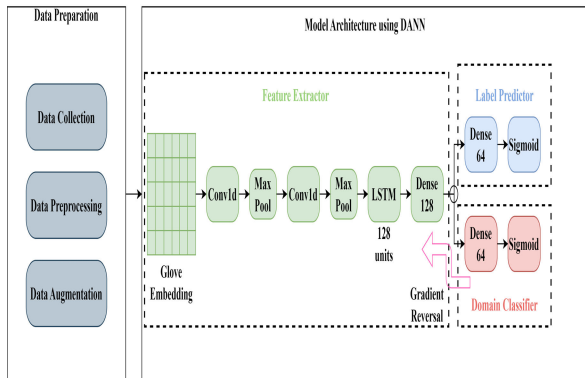 Data Preparation
Data Collection
Data Preprocessing
Data Augmentation
Model Architecture using DANN
Feature Extractor
Glove
Embedding
Conv1d
Max
Pool
Conv1d
Max
Pool
LSTM
128
units
Dense
128
Gradient
Reversal
Label Predictor
Dense
64
Sigmoid
Dense
64
Sigmoid
Domain Classifier